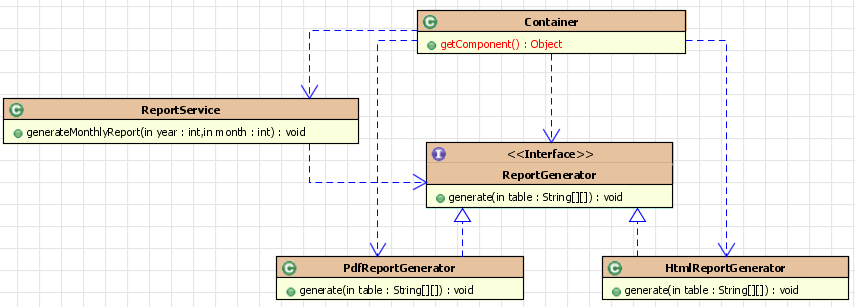 C
Container
getComponent() : Object
C
ReportService
generateMonthlyReport(in year : int,in month : int) : void
I
<<Interface>>
ReportGenerator
generate(in table : String[][]) : void
C
PdfReportGenerator
generate(in table : String[][]) : void
C
HtmlReportGenerator
generate(in table : String[][]) : void